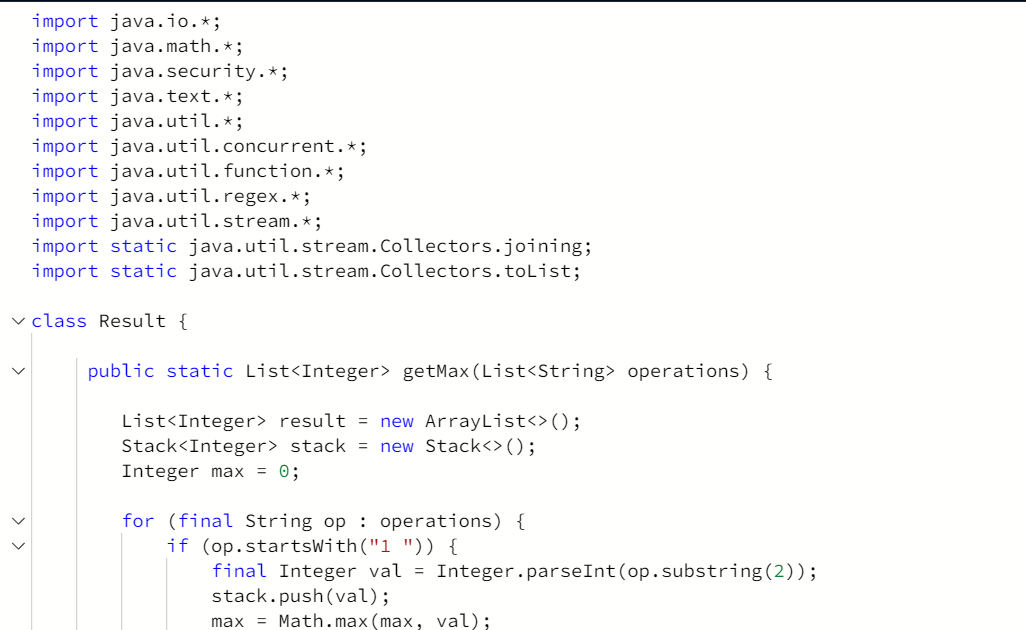 import java.io.*;
import java.math.*;
import java.security.*;
import java.text.*;
import java.util.*;
import java.util.concurrent.*;
import java.util.function.*;
import java.util.regex.*;
import java.util.stream.*;
import static java.util.stream.Collectors.joining;
import static java.util.stream.Collectors.toList;
class Result {
public static List<Integer> getMax(List<String> operations) {
List<Integer> result = new ArrayList<>();
Stack<Integer> stack = new Stack<>();
Integer max = 0;
for (final String op : operations) {
if (op.startsWith("1 ")) {
final Integer val = Integer.parseInt(op.substring(2));
stack.push(val);
max = Math.max(max, val);